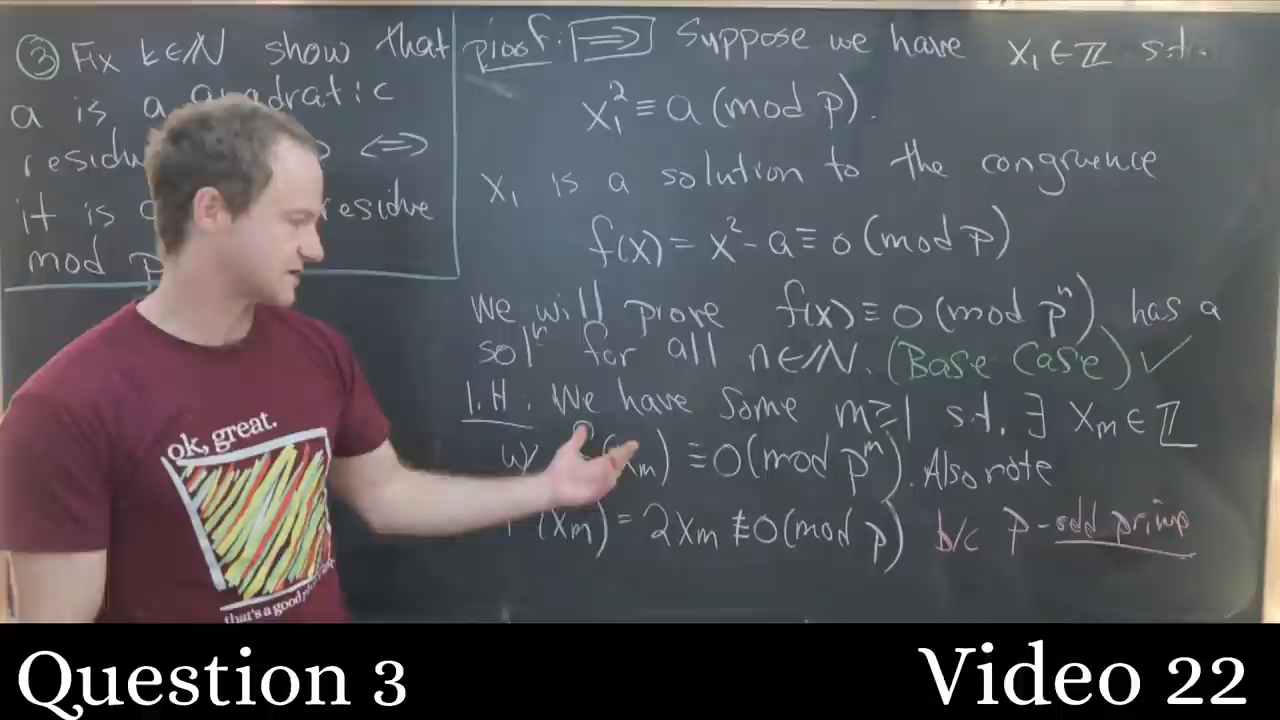 ③ Fix k∈ℕ show that
a is a quadratic
⇔
it is residue
mod p
proof: ⇒ Suppose we have x₁∈ℤ s.t.
x₁² ≡ a (mod p).
x₁ is a solution to the congruence
f(x) = x² - a ≡ 0 (mod p)
We will prove f(x) ≡ 0 (mod pⁿ) has a
solⁿ for all n∈ℕ. (Base Case) ✓
I.H: We have some m≥1 s.t. ∃ xₘ∈ℤ
w/ (xₘ) ≡ 0 (mod pᵐ). Also note
(xₘ) = 2xₘ ≢ 0 (mod p) b/c p-odd prime
ok, great.
that's a good
Question 3
Video 22